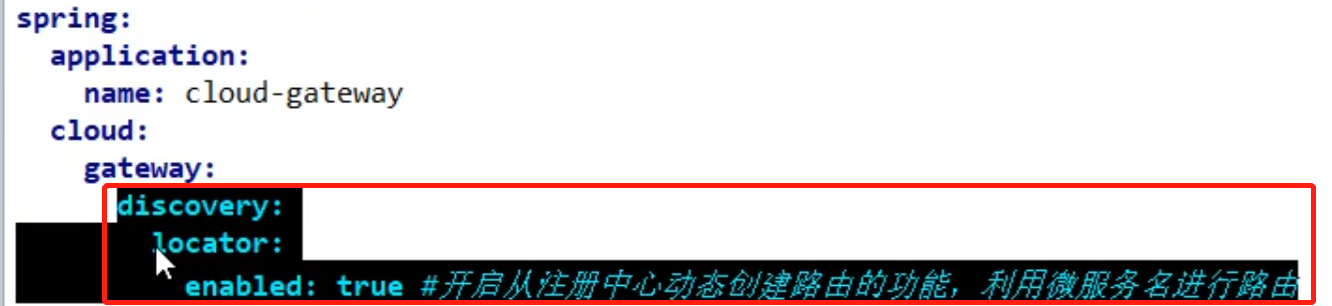 spring:
application:
name: cloud-gateway
cloud:
gateway:
discovery:
locator:
enabled: true #开启从注册中心动态创建路由的功能，利用微服务名进行路由